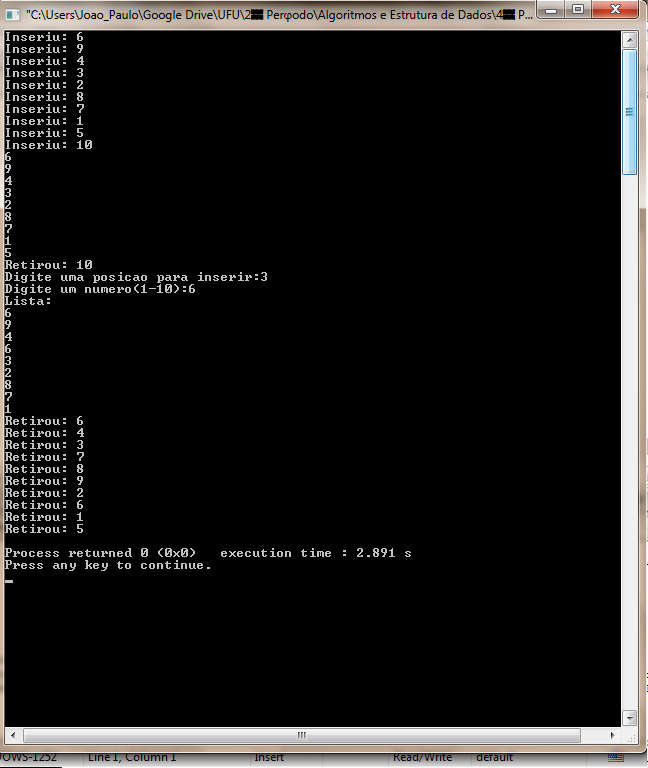 "C:\Users\Joao_Paulo\Google Drive\UFU\2 Perφodo\Algoritmos e Estrutura de Dados\4 P...
Inseriu: 6
Inseriu: 9
Inseriu: 4
Inseriu: 3
Inseriu: 2
Inseriu: 8
Inseriu: 7
Inseriu: 1
Inseriu: 5
Inseriu: 10
6
9
4
3
2
8
7
1
5
Retirou: 10
Digite uma posicao para inserir:3
Digite um numero(1-10):6
Lista:
6
9
4
6
3
2
8
7
1
Retirou: 6
Retirou: 4
Retirou: 3
Retirou: 7
Retirou: 8
Retirou: 9
Retirou: 2
Retirou: 6
Retirou: 1
Retirou: 5
Process returned 0 (0x0)   execution time : 2.891 s
Press any key to continue.
OWS-1252 Line 1, Column 1 Insert Read/Write default